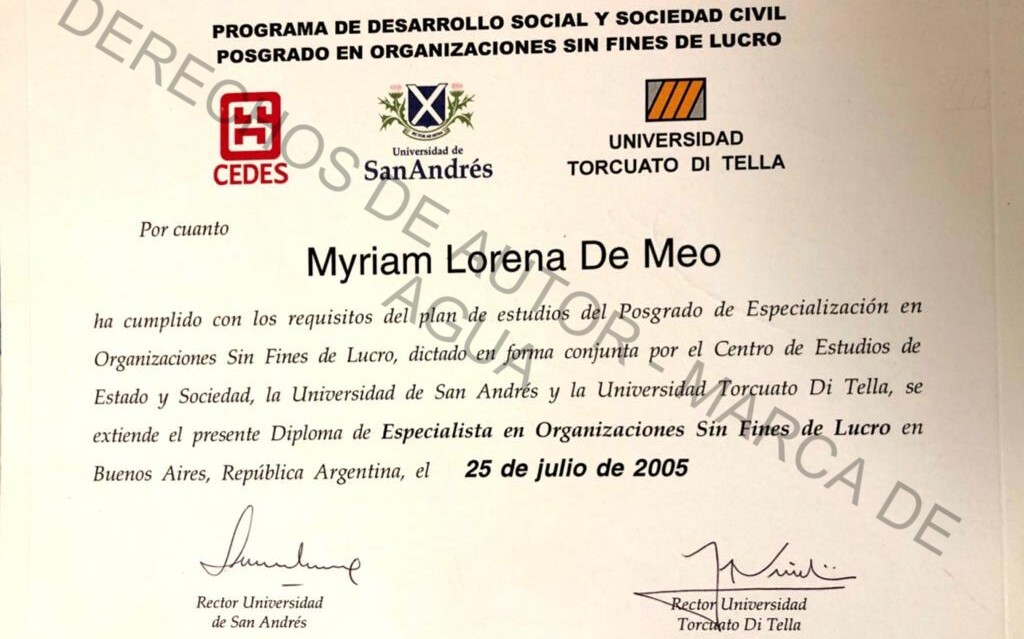 PROGRAMA DE DESARROLLO SOCIAL Y SOCIEDAD CIVIL
POSGRADO EN ORGANIZACIONES SIN FINES DE LUCRO
CEDES
Universidad de
SanAndrés
UNIVERSIDAD
TORCUATO DI TELLA
Por cuanto
Myriam Lorena De Meo
ha cumplido con los requisitos del plan de estudios del Posgrado de Especialización en
Organizaciones Sin Fines de Lucro, dictado en forma conjunta por el Centro de Estudios de
Estado y Sociedad, la Universidad de San Andrés y la Universidad Torcuato Di Tella, se
extiende el presente Diploma de Especialista en Organizaciones Sin Fines de Lucro en
Buenos Aires, República Argentina, el 25 de julio de 2005
Rector Universidad
de San Andrés
Rector Universidad
Torcuato Di Tella
DERECHOS DE AUTOR - MARCA DE
AGUA